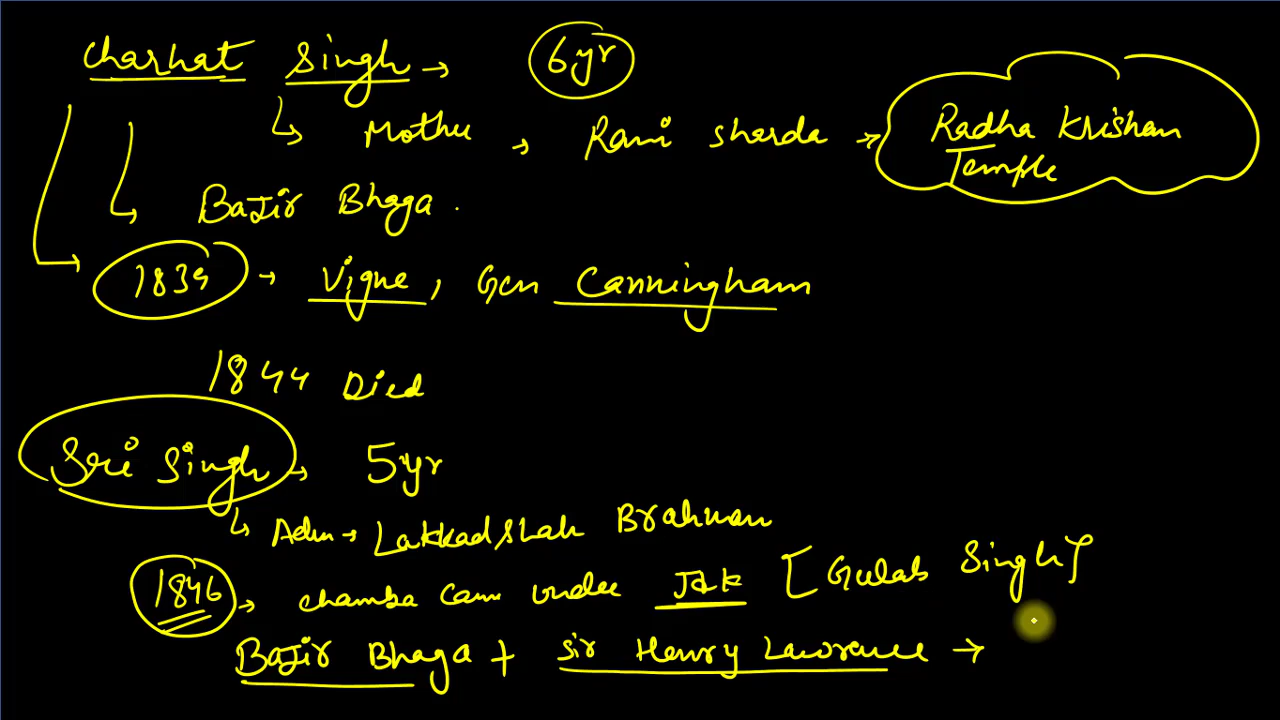 Charhat Singh → 6yr
↳ Mother → Rani Sharda → Radha Krishan Temple
↳ Bajir Bhaga .
1839 → Vigne, Gen Canningham
1844 Died
Sri Singh → 5yr
↳ Adm → Lakkadshah Brahman
1846 → Chamba Came under J&K [Gulab Singh]
Bajir Bhaga + Sir Henry Lawrence →